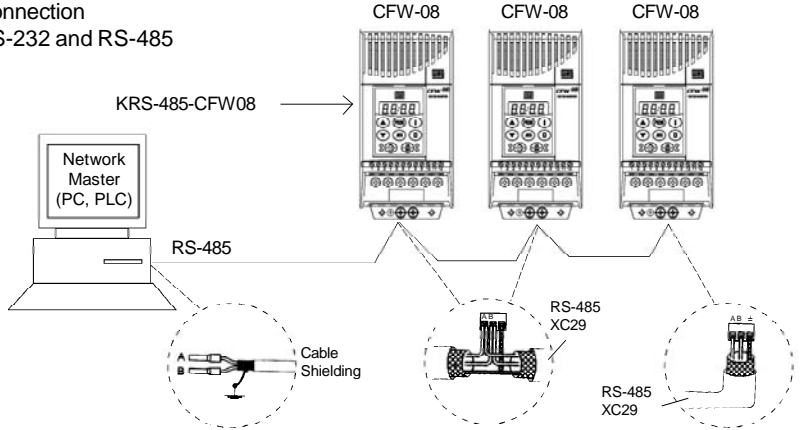 onnection
S-232 and RS-485
CFW-08
CFW-08
CFW-08
KRS-485-CFW08
Network
Master
(PC, PLC)
RS-485
A
B
Cable
Shielding
A B
RS-485
XC29
A B
RS-485
XC29